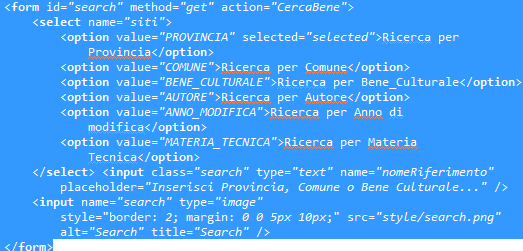 <form id="search" method="get" action="CercaBene">
<select name="siti">
<option value="PROVINCIA" selected="selected">Ricerca per
Provincia</option>
<option value="COMUNE">Ricerca per Comune</option>
<option value="BENE_CULTURALE">Ricerca per Bene_Culturale</option>
<option value="AUTORE">Ricerca per Autore</option>
<option value="ANNO_MODIFICA">Ricerca per Anno di
modifica</option>
<option value="MATERIA_TECNICA">Ricerca per Materia
Tecnica</option>
</select> <input class="search" type="text" name="nomeRiferimento"
placeholder="Inserisci Provincia, Comune o Bene Culturale..." />
<input name="search" type="image"
style="border: 2; margin: 0 0 5px 10px;" src="style/search.png"
alt="Search" title="Search" />
</form>